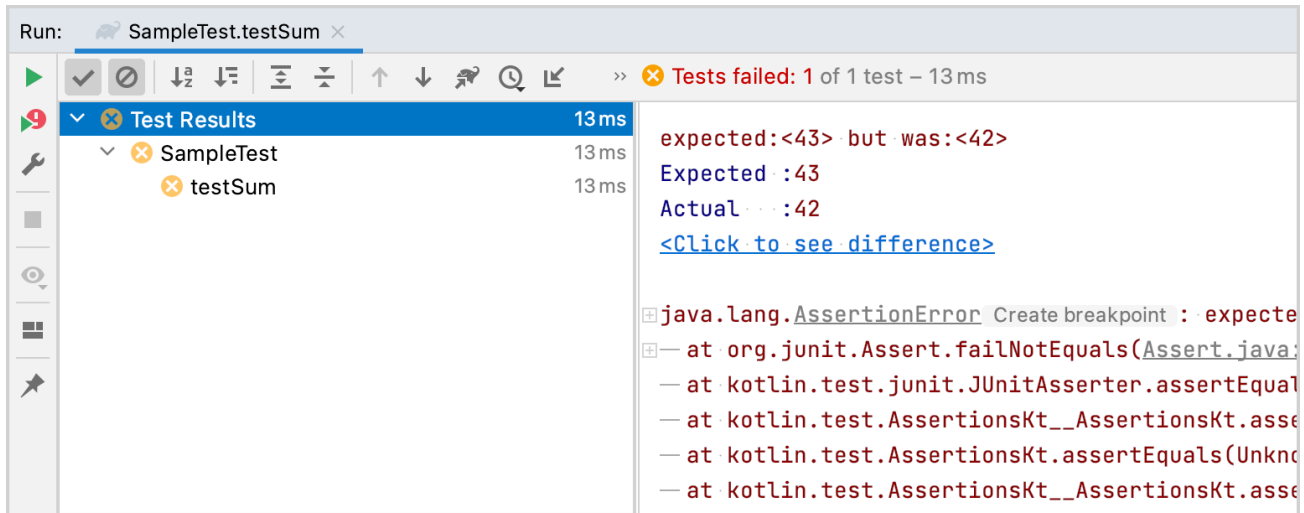 Run: SampleTest.testSum
Tests failed: 1 of 1 test – 13 ms
Test Results 13 ms
SampleTest 13 ms
testSum 13 ms
expected:<43> but was:<42>
Expected :43
Actual :42
<Click to see difference>
java.lang.AssertionError Create breakpoint : expecte
at org.junit.Assert.failNotEquals(Assert.java:
at kotlin.test.junit.JUnitAsserter.assertEqual
at kotlin.test.AssertionsKt__AssertionsKt.asse
at kotlin.test.AssertionsKt.assertEquals(Unkno
at kotlin.test.AssertionsKt__AssertionsKt.asse